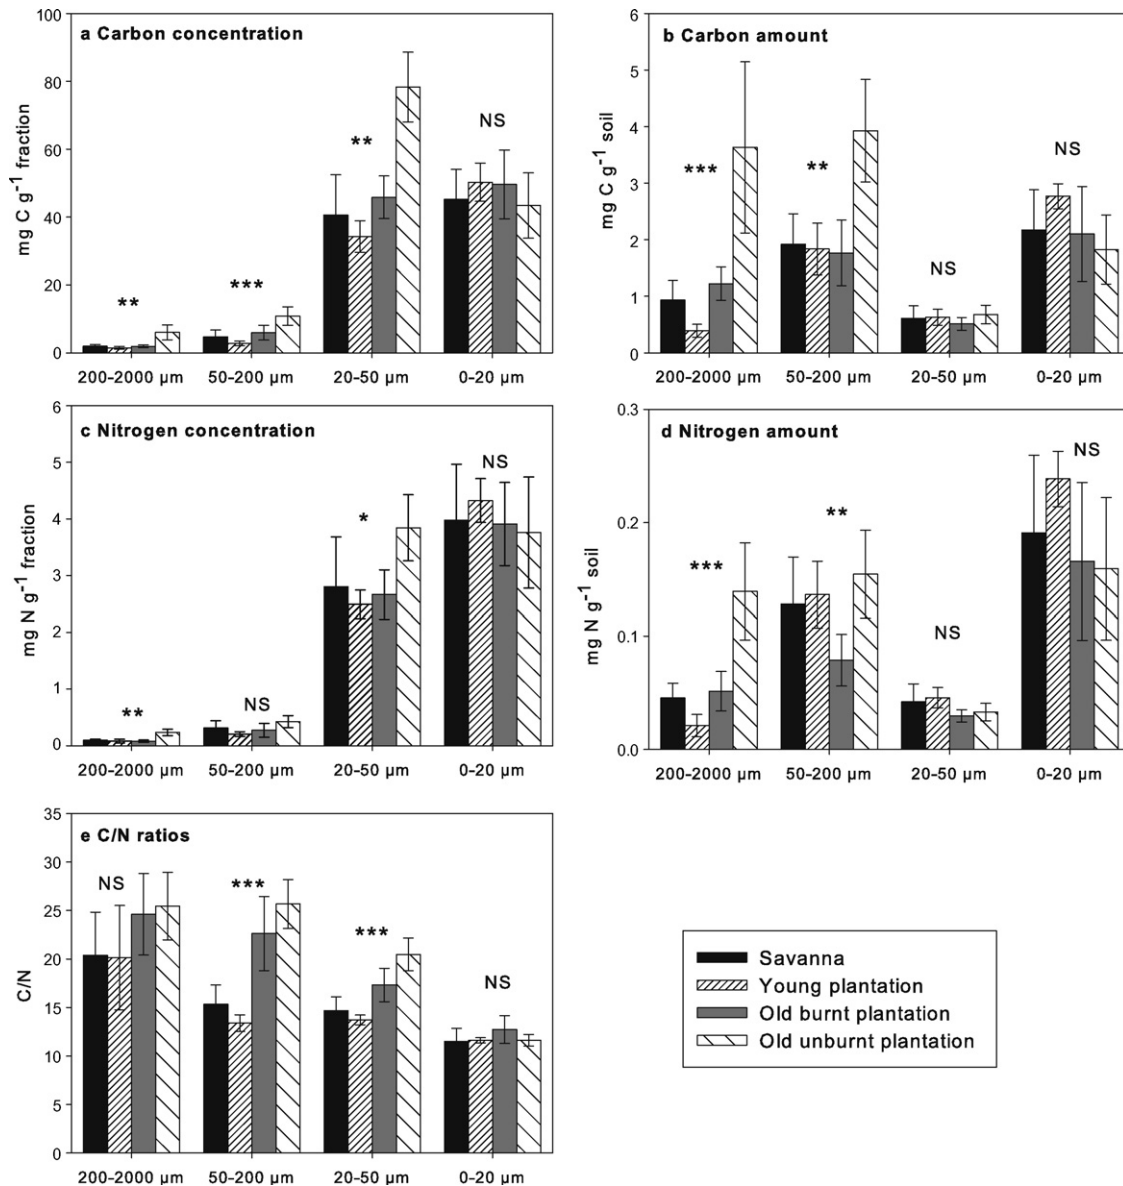 a Carbon concentration
mg C g-1 fraction
100
80
60
40
20
0
**
***
**
NS
200-2000 µm
50-200 µm
20-50 µm
0-20 µm
b Carbon amount
mg C g-1 soil
6
5
4
3
2
1
0
***
**
NS
NS
200-2000 µm
50-200 µm
20-50 µm
0-20 µm
c Nitrogen concentration
mg N g-1 fraction
6
5
4
3
2
1
0
**
NS
*
NS
200-2000 µm
50-200 µm
20-50 µm
0-20 µm
d Nitrogen amount
mg N g-1 soil
0.3
0.2
0.1
0.0
***
**
NS
NS
200-2000 µm
50-200 µm
20-50 µm
0-20 µm
e C/N ratios
C/N
35
30
25
20
15
10
5
0
NS
***
***
NS
200-2000 µm
50-200 µm
20-50 µm
0-20 µm
Savanna
Young plantation
Old burnt plantation
Old unburnt plantation